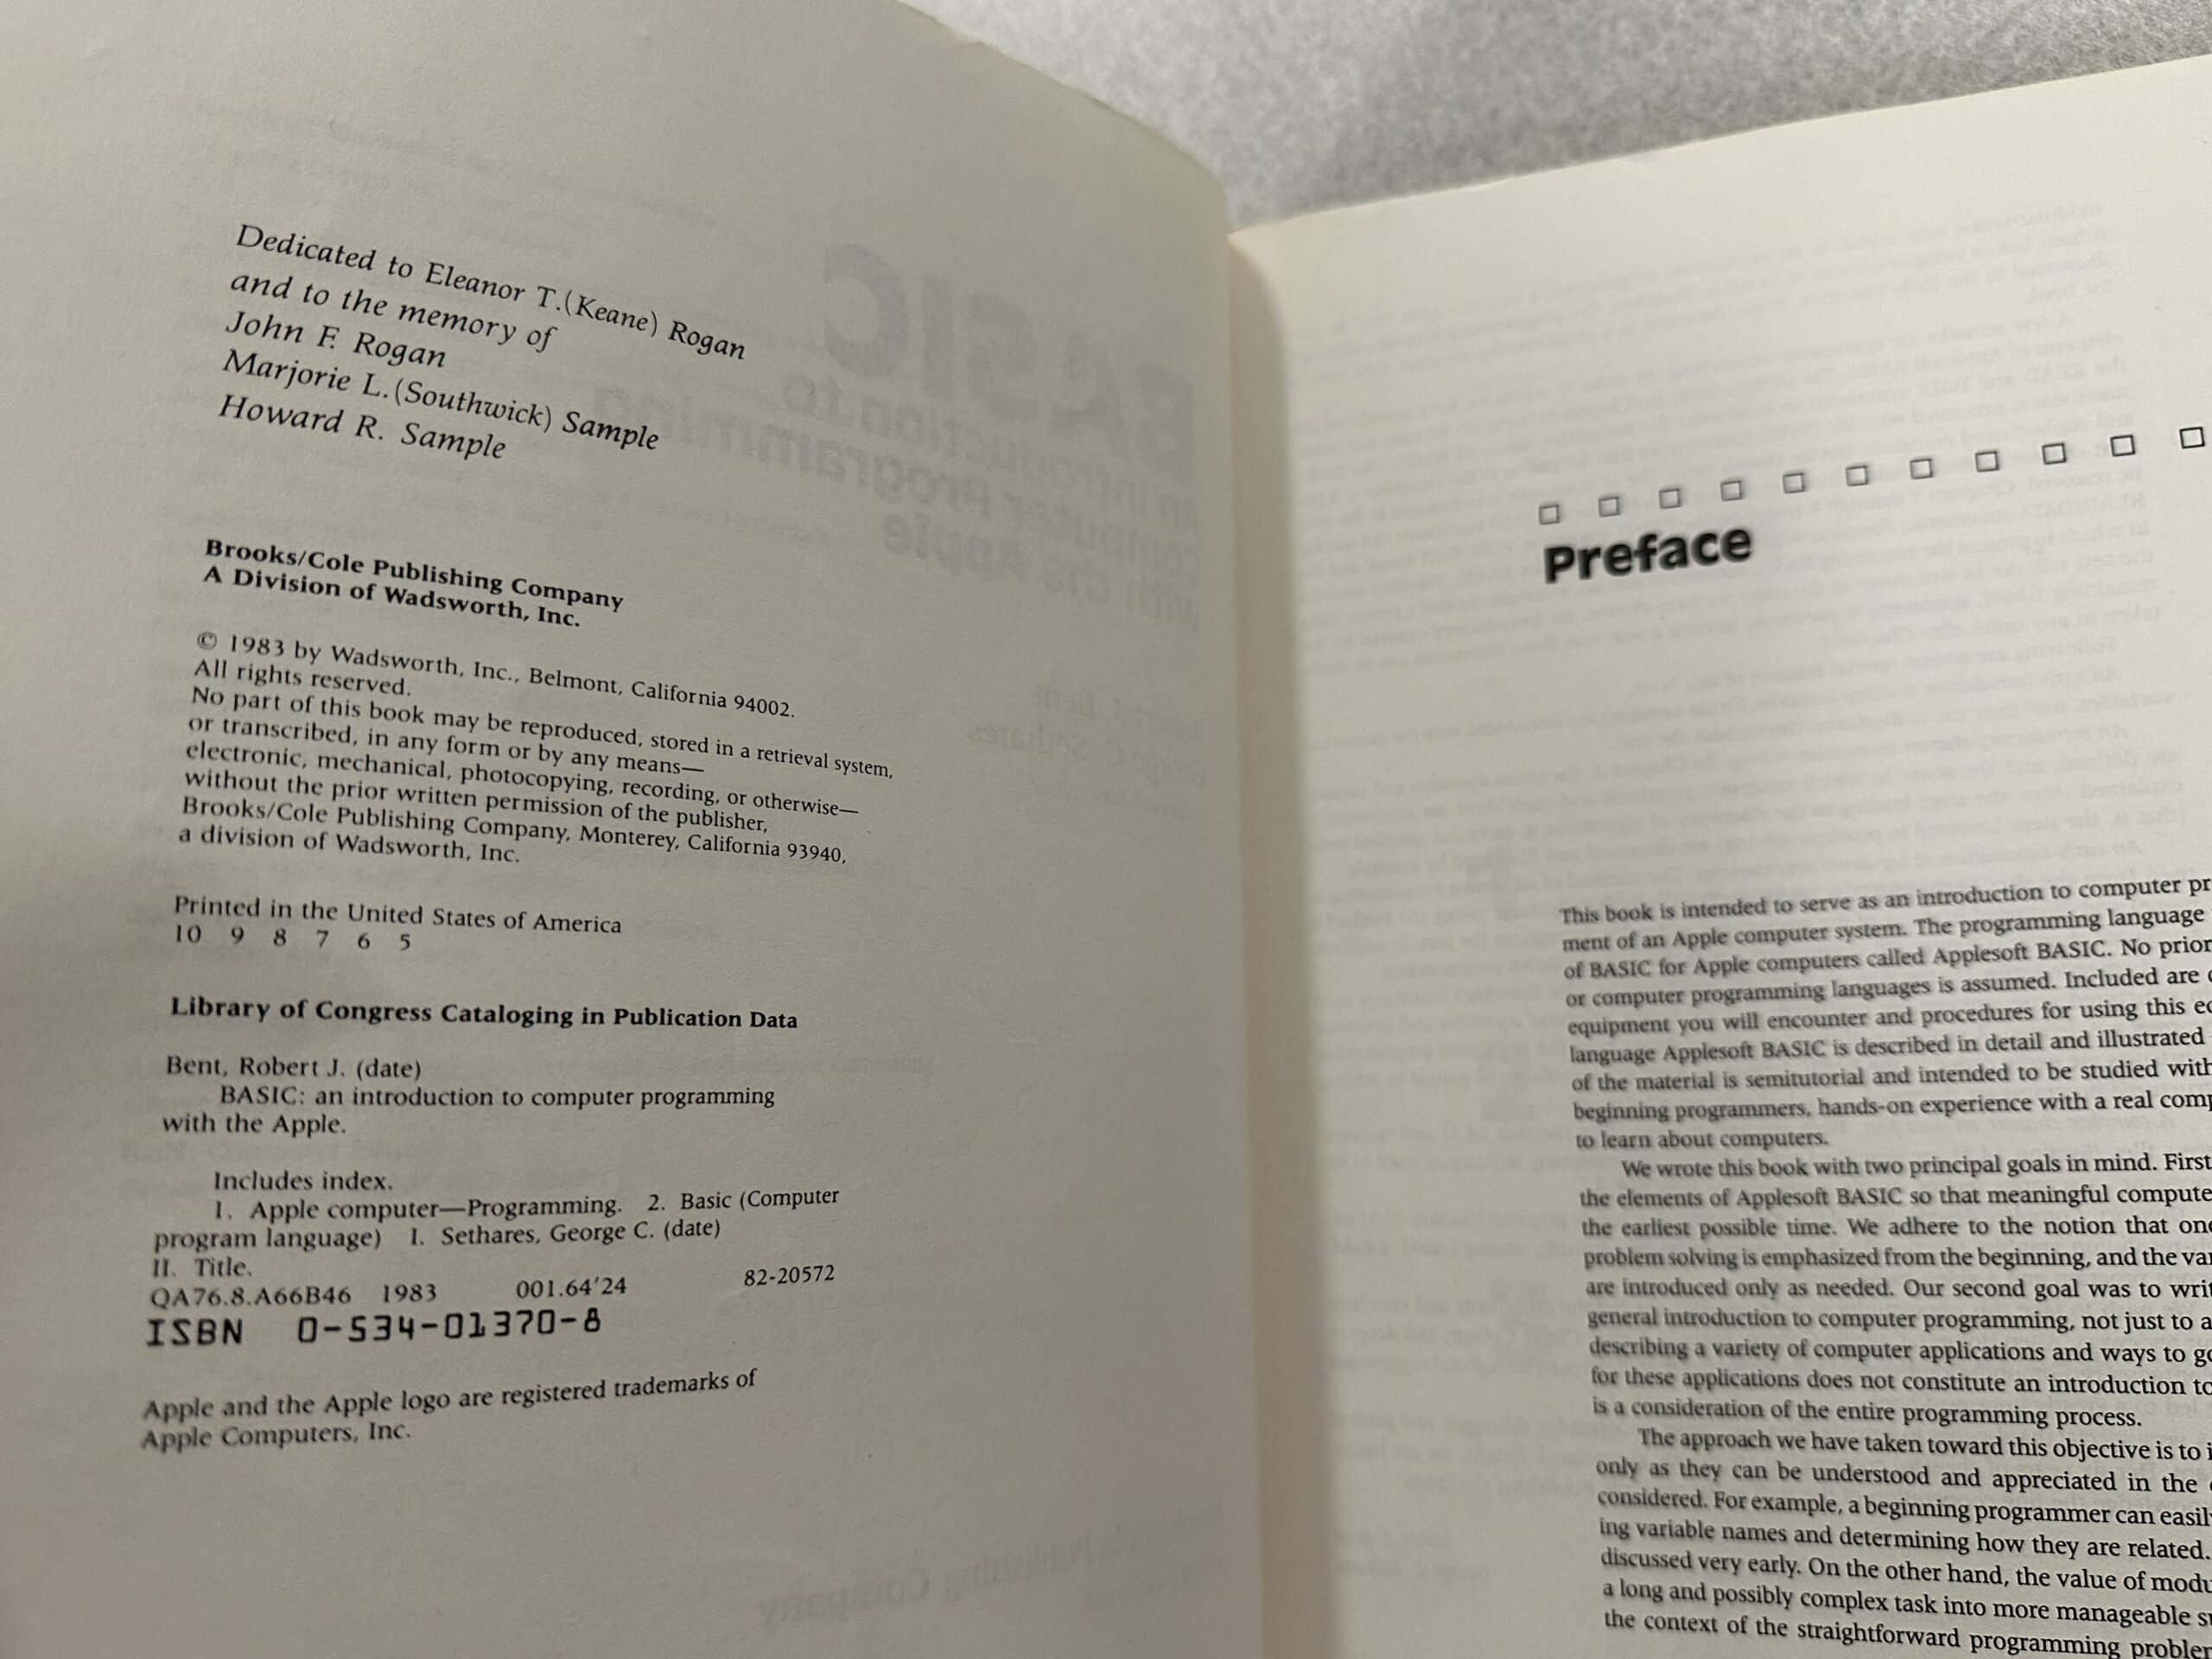 Dedicated to Eleanor T.(Keane) Rogan
and to the memory of
John F. Rogan
Marjorie L.(Southwick) Sample
Howard R. Sample
Brooks/Cole Publishing Company
A Division of Wadsworth, Inc.
© 1983 by Wadsworth, Inc., Belmont, California 94002.
All rights reserved.
No part of this book may be reproduced, stored in a retrieval system,
or transcribed, in any form or by any means—
electronic, mechanical, photocopying, recording, or otherwise—
without the prior written permission of the publisher,
Brooks/Cole Publishing Company, Monterey, California 93940,
a division of Wadsworth, Inc.
Printed in the United States of America
10 9 8 7 6 5
Library of Congress Cataloging in Publication Data
Bent, Robert J. (date)
BASIC: an introduction to computer programming
with the Apple.
Includes index.
1. Apple computer—Programming. 2. Basic (Computer
program language) I. Sethares, George C. (date)
II. Title.
QA76.8.A66B46 1983 001.64'24 82-20572
ISBN 0-534-01370-8
Apple and the Apple logo are registered trademarks of
Apple Computers, Inc.
Preface
This book is intended to serve as an introduction to computer pr
ment of an Apple computer system. The programming language
of BASIC for Apple computers called Applesoft BASIC. No prior
or computer programming languages is assumed. Included are
equipment you will encounter and procedures for using this
language Applesoft BASIC is described in detail and illustrated
of the material is semitutorial and intended to be studied with
beginning programmers, hands-on experience with a real comp
to learn about computers.
We wrote this book with two principal goals in mind. First
the elements of Applesoft BASIC so that meaningful compute
the earliest possible time. We adhere to the notion that one
problem solving is emphasized from the beginning, and the va
are introduced only as needed. Our second goal was to writ
general introduction to computer programming, not just to a
describing a variety of computer applications and ways to go
for these applications does not constitute an introduction to
is a consideration of the entire programming process.
The approach we have taken toward this objective is to i
only as they can be understood and appreciated in the
considered. For example, a beginning programmer can easil
ing variable names and determining how they are related.
discussed very early. On the other hand, the value of modu
a long and possibly complex task into more manageable s
the context of the straightforward programming problem